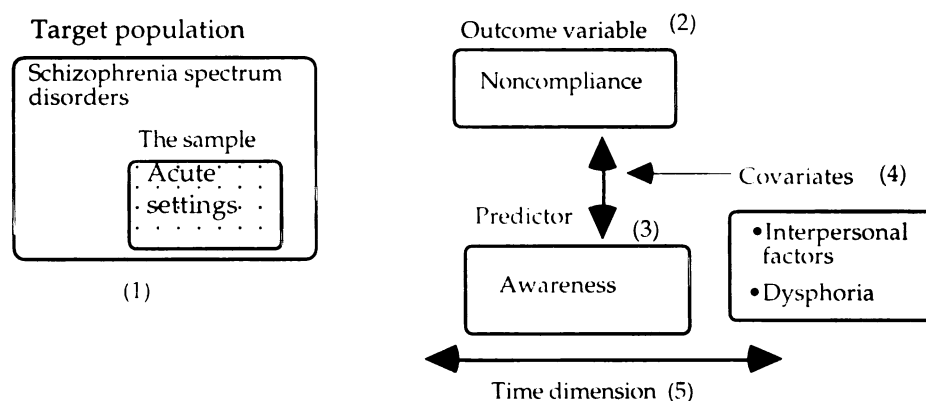 Target population
Schizophrenia spectrum
disorders
The sample
Acute
settings
(1)
Outcome variable (2)
Noncompliance
Covariates (4)
Predictor
(3)
Awareness
•Interpersonal
factors
•Dysphoria
Time dimension (5)